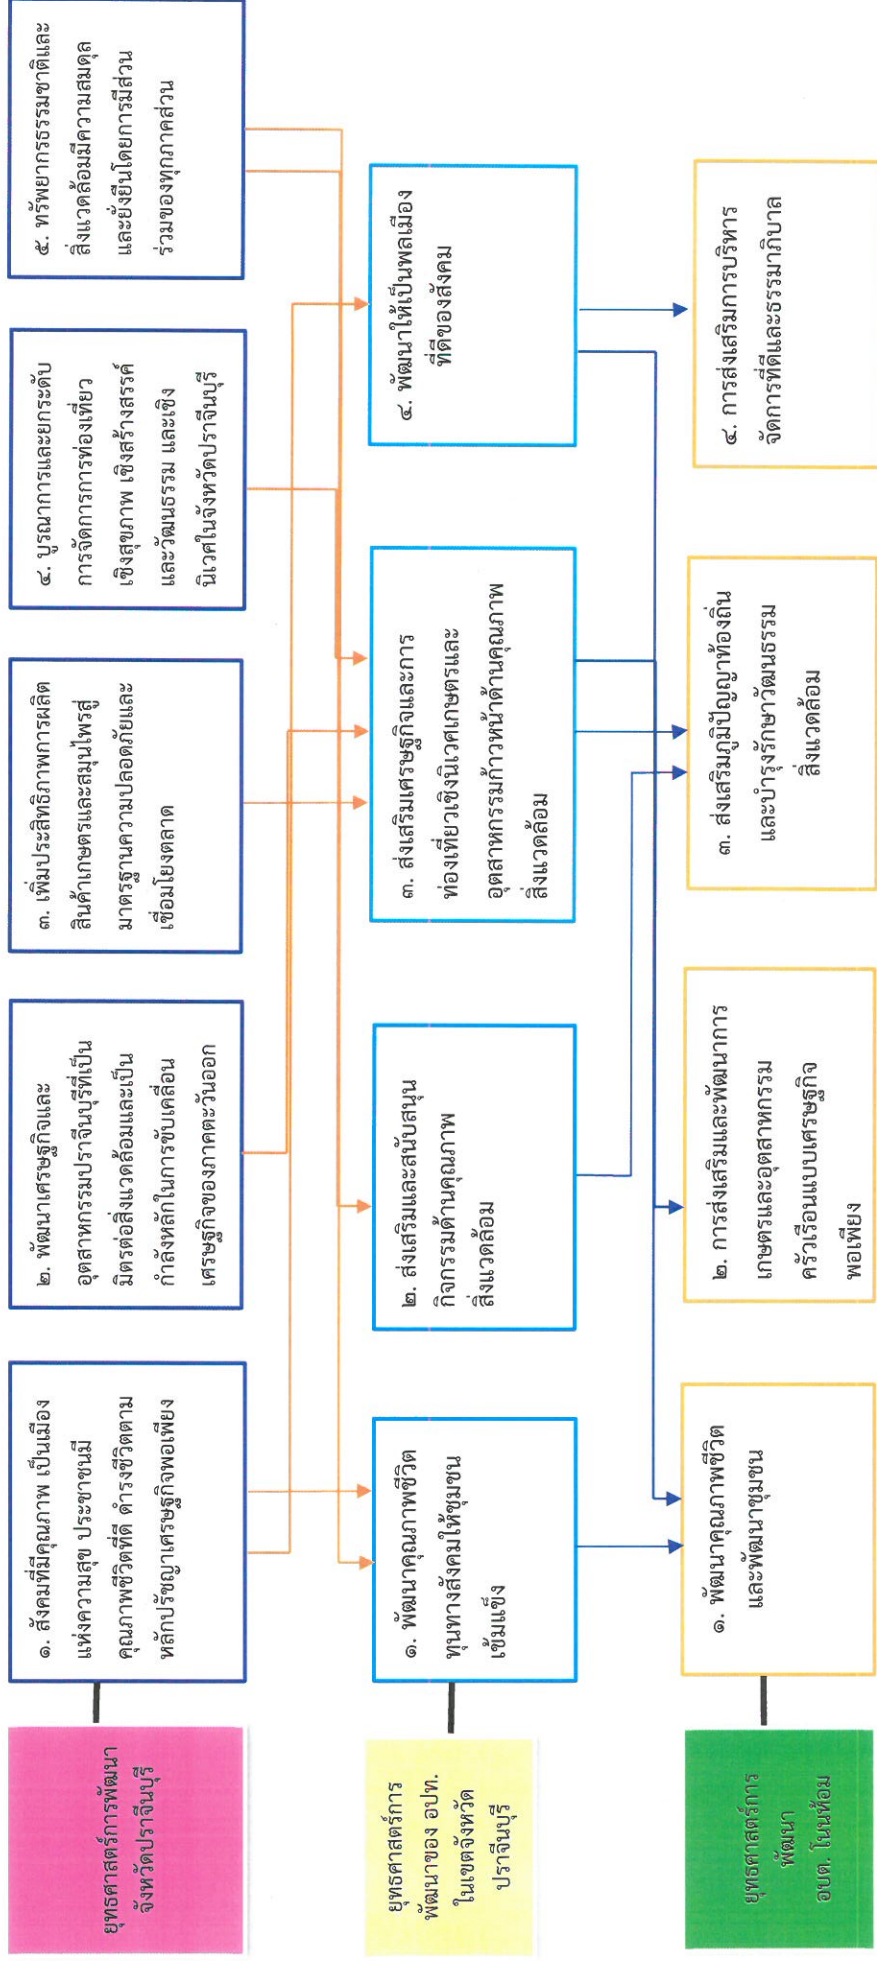 ยุทธศาสตร์การพัฒนา
จังหวัดปราจีนบุรี
๑. สังคมที่มีคุณภาพ เป็นเมือง
แห่งความสุข ประชาชนมี
คุณภาพชีวิตที่ดี ดำรงชีวิตตาม
หลักปรัชญาเศรษฐกิจพอเพียง
๒. พัฒนาเศรษฐกิจและ
อุตสาหกรรมปราจีนบุรีที่เป็น
มิตรต่อสิ่งแวดล้อมและเป็น
กำลังหลักในการขับเคลื่อน
เศรษฐกิจของภาคตะวันออก
๓. เพิ่มประสิทธิภาพการผลิต
สินค้าเกษตรและสมุนไพรสู่
มาตรฐานความปลอดภัยและ
เชื่อมโยงตลาด
๔. บูรณาการและยกระดับ
การจัดการการท่องเที่ยว
เชิงสุขภาพ เชิงสร้างสรรค์
และวัฒนธรรม และเชิง
นิเวศในจังหวัดปราจีนบุรี
๕. ทรัพยากรธรรมชาติและ
สิ่งแวดล้อมมีความสมดุล
และยั่งยืนโดยการมีส่วน
ร่วมของทุกภาคส่วน
ยุทธศาสตร์การ
พัฒนาของ อปท.
ในเขตจังหวัด
ปราจีนบุรี
๑. พัฒนาคุณภาพชีวิต
ทุนทางสังคมให้ชุมชน
เข้มแข็ง
๒. ส่งเสริมและสนับสนุน
กิจกรรมด้านคุณภาพ
สิ่งแวดล้อม
๓. ส่งเสริมเศรษฐกิจและการ
ท่องเที่ยวเชิงนิเวศเกษตรและ
อุตสาหกรรมก้าวหน้าด้านคุณภาพ
สิ่งแวดล้อม
๔. พัฒนาให้เป็นพลเมือง
ที่ดีของสังคม
ยุทธศาสตร์การ
พัฒนา
อบต. โนนห้อม
๑. พัฒนาคุณภาพชีวิต
และพัฒนาชุมชน
๒. การส่งเสริมและพัฒนาการ
เกษตรและอุตสาหกรรม
ครัวเรือนแบบเศรษฐกิจ
พอเพียง
๓. ส่งเสริมภูมิปัญญาท้องถิ่น
และบำรุงรักษาวัฒนธรรม
สิ่งแวดล้อม
๔. การส่งเสริมการบริหาร
จัดการที่ดีและธรรมาภิบาล